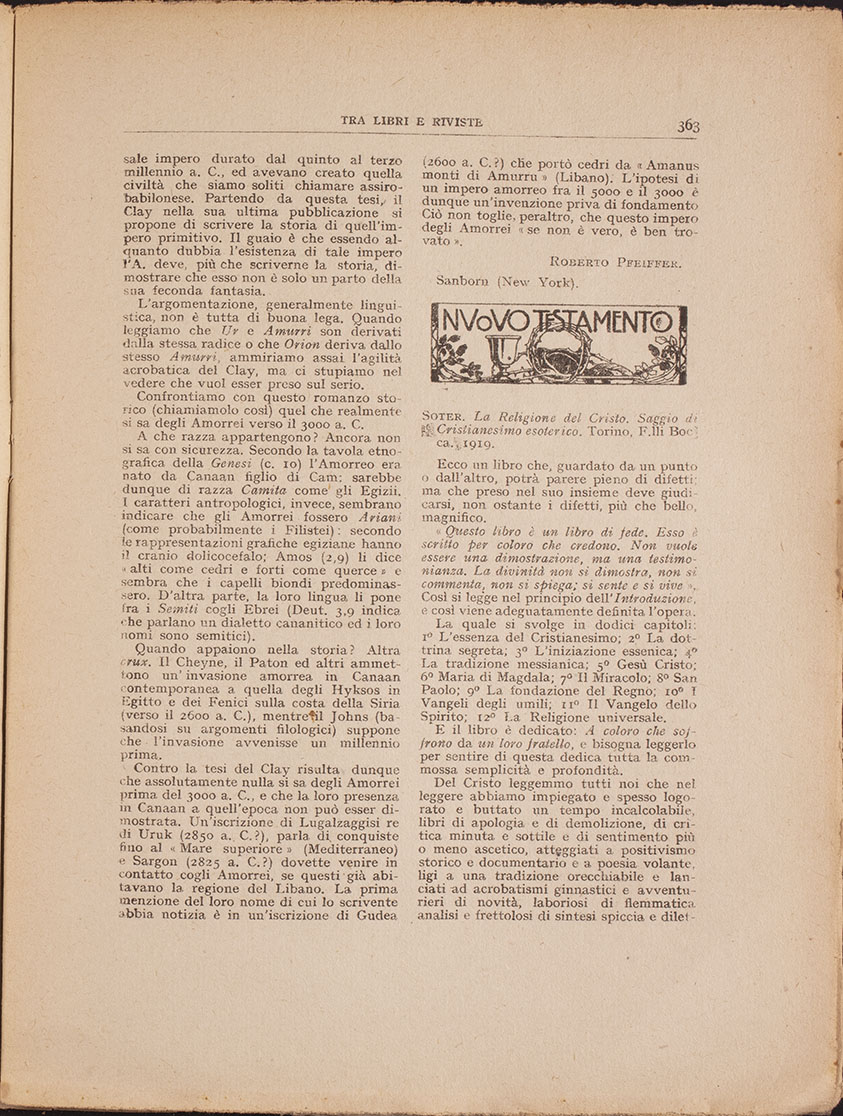 TRA LIBRI E RIVISTE
363
sale impero durato dal quinto al terzo
millennio a. C., ed avevano creato quella
civiltà che siamo soliti chiamare assiro-
babilonese. Partendo da questa tesi, il
Clay nella sua ultima pubblicazione si
propone di scrivere la storia di quell'im-
pero primitivo. Il guaio è che essendo al-
quanto dubbia l'esistenza di tale impero
l'A. deve, più che scriverne la storia, di-
mostrare che esso non è solo un parto della
sua feconda fantasia.
L'argomentazione, generalmente lingui-
stica, non è tutta di buona lega. Quando
leggiamo che Ur e Amurri son derivati
dalla stessa radice o che Orion deriva dallo
stesso Amurri, ammiriamo assai l'agilità
acrobatica del Clay, ma ci stupiamo nel
vedere che vuol esser preso sul serio.
Confrontiamo con questo romanzo sto-
rico (chiamiamolo così) quel che realmente
si sa degli Amorrei verso il 3000 a. C.
A che razza appartengono? Ancora non
si sa con sicurezza. Secondo la tavola etno-
grafica della Genesi (c. 10) l'Amorreo era
nato da Canaan figlio di Cam: sarebbe
dunque di razza Camita come gli Egizii.
I caratteri antropologici, invece, sembrano
indicare che gli Amorrei fossero Ariani
(come probabilmente i Filistei): secondo
le rappresentazioni grafiche egiziane hanno
il cranio dolicocefalo; Amos (2,9) li dice
« alti come cedri e forti come querce » e
sembra che i capelli biondi predominas-
sero. D'altra parte, la loro lingua li pone
fra i Semiti cogli Ebrei (Deut. 3,9 indica
che parlano un dialetto cananitico ed i loro
nomi sono semitici).
Quando appaiono nella storia? Altra
crux. Il Cheyne, il Paton ed altri ammet-
tono un' invasione amorrea in Canaan
contemporanea a quella degli Hyksos in
Egitto e dei Fenici sulla costa della Siria
(verso il 2600 a. C.), mentre il Johns (ba-
sandosi su argomenti filologici) suppone
che l'invasione avvenisse un millennio
prima.
Contro la tesi del Clay risulta dunque
che assolutamente nulla si sa degli Amorrei
prima del 3000 a. C., e che la loro presenza
in Canaan a quell'epoca non può esser di-
mostrata. Un'iscrizione di Lugalzaggisi re
di Uruk (2850 a. C.?), parla di conquiste
fino al « Mare superiore » (Mediterraneo)
e Sargon (2825 a. C.?) dovette venire in
contatto cogli Amorrei, se questi già abi-
tavano la regione del Libano. La prima
menzione del loro nome di cui lo scrivente
abbia notizia è in un'iscrizione di Gudea
(2600 a. C.?) che portò cedri da « Amanus
monti di Amurru » (Libano). L'ipotesi di
un impero amorreo fra il 5000 e il 3000 è
dunque un'invenzione priva di fondamento
Ciò non toglie, peraltro, che questo impero
degli Amorrei « se non è vero, è ben tro-
vato ».
ROBERTO PFEIFFER.
Sanborn (New York).
NVOVO TESTAMENTO
SOTER. La Religione del Cristo. Saggio di
Cristianesimo esoterico. Torino, F.lli Boc-
ca. 1919.
Ecco un libro che, guardato da un punto
o dall'altro, potrà parere pieno di difetti;
ma che preso nel suo insieme deve giudi-
carsi, non ostante i difetti, più che bello,
magnifico.
« Questo libro è un libro di fede. Esso è
scritto per coloro che credono. Non vuole
essere una dimostrazione, ma una testimo-
nianza. La divinità non si dimostra, non si
commenta, non si spiega; si sente e si vive ».
Così si legge nel principio dell'Introduzione,
e così viene adeguatamente definita l'opera.
La quale si svolge in dodici capitoli:
1º L'essenza del Cristianesimo; 2º La dot-
trina segreta; 3º L'iniziazione essenica; 4º
La tradizione messianica; 5º Gesù Cristo;
6º Maria di Magdala; 7º Il Miracolo; 8º San
Paolo; 9º La fondazione del Regno; 10º I
Vangeli degli umili; 11º Il Vangelo dello
Spirito; 12º La Religione universale.
E il libro è dedicato: A coloro che sof-
frono da un loro fratello, e bisogna leggerlo
per sentire di questa dedica tutta la com-
mossa semplicità e profondità.
Del Cristo leggemmo tutti noi che nel
leggere abbiamo impiegato e spesso logo-
rato e buttato un tempo incalcolabile,
libri di apologia e di demolizione, di cri-
tica minuta e sottile e di sentimento più
o meno ascetico, atteggiati a positivismo
storico e documentario e a poesia volante,
ligi a una tradizione orecchiabile e lan-
ciati ad acrobatismi ginnastici e avventu-
rieri di novità, laboriosi di flemmatica
analisi e frettolosi di sintesi spiccia e dilet-